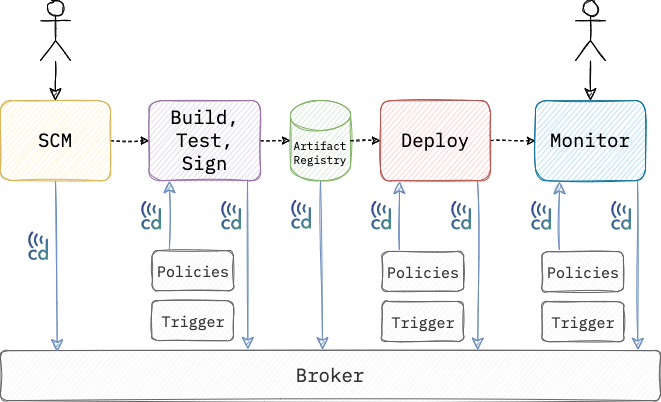 SCM
Build,
Test,
Sign
Artifact
Registry
Deploy
Monitor
cd
cd
cd
cd
cd
cd
cd
cd
Policies
Policies
Policies
Trigger
Trigger
Trigger
Broker